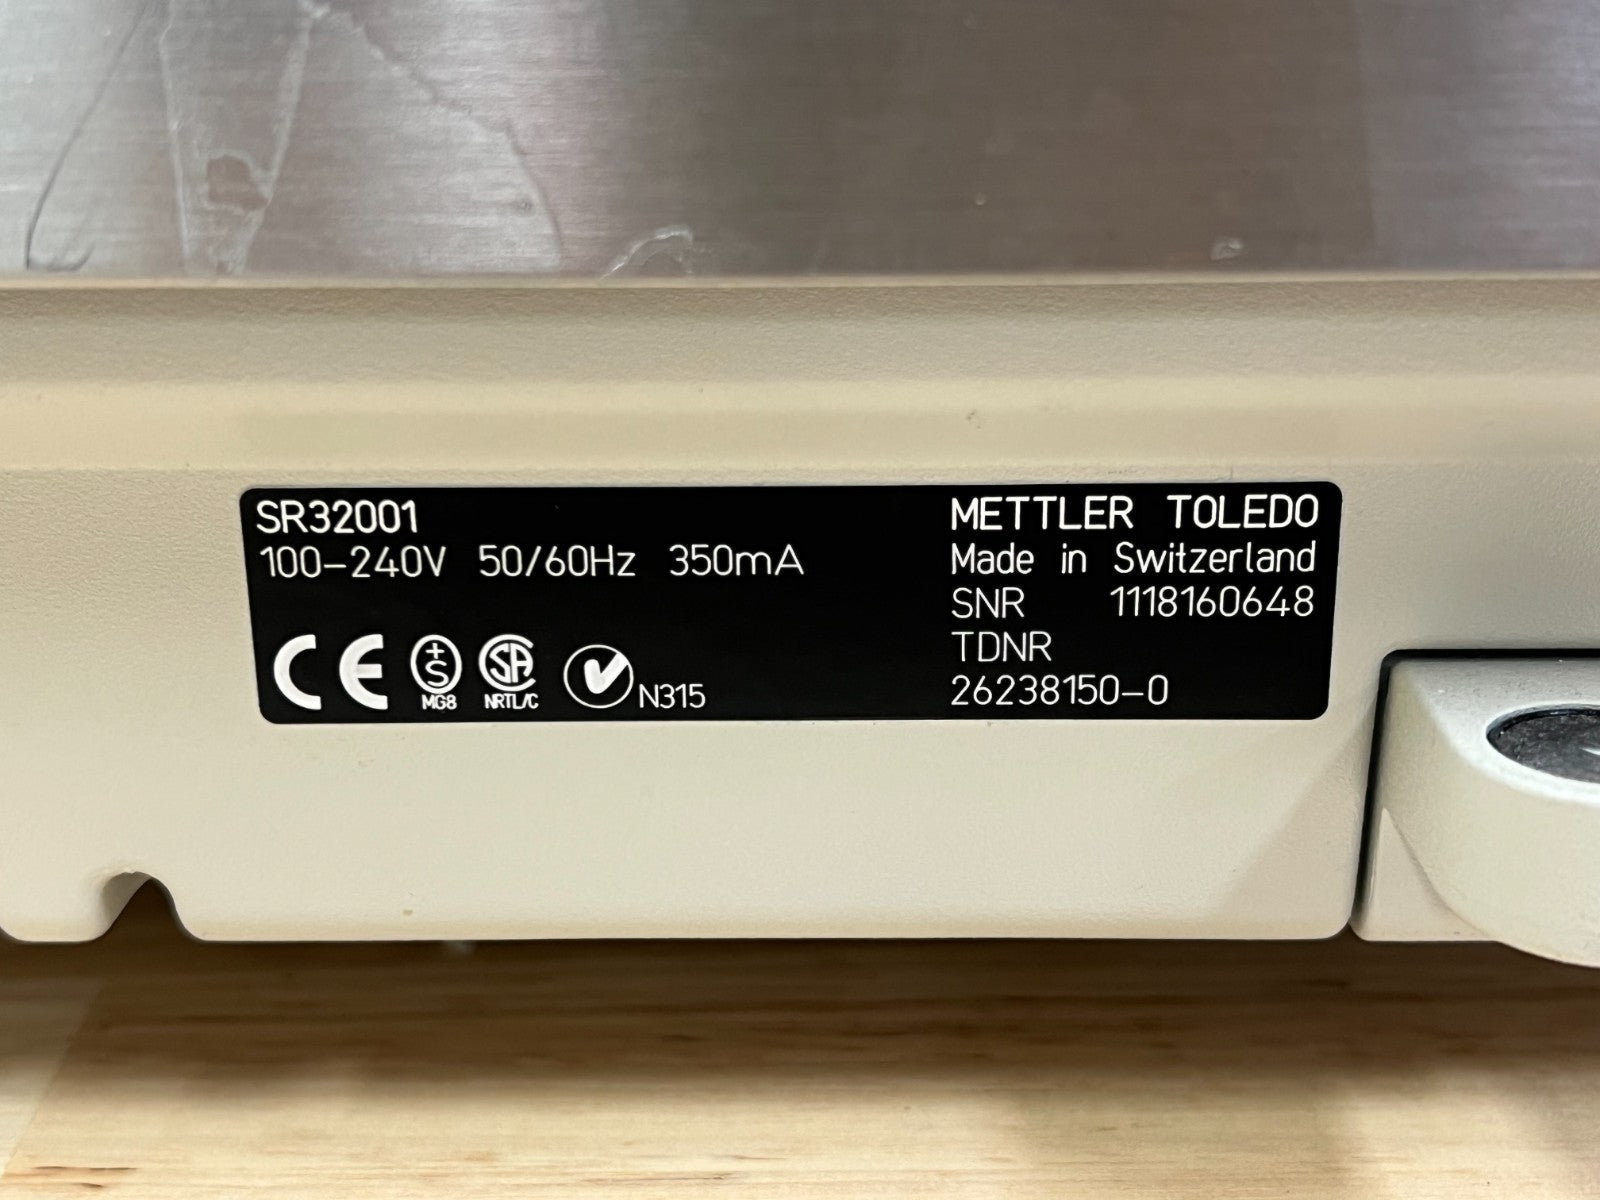 SR32001
100-240V 50/60Hz 350mA
CE +S MG8 SA NRTL/C N315
METTLER TOLEDO
Made in Switzerland
SNR 1118160648
TDNR
26238150-0